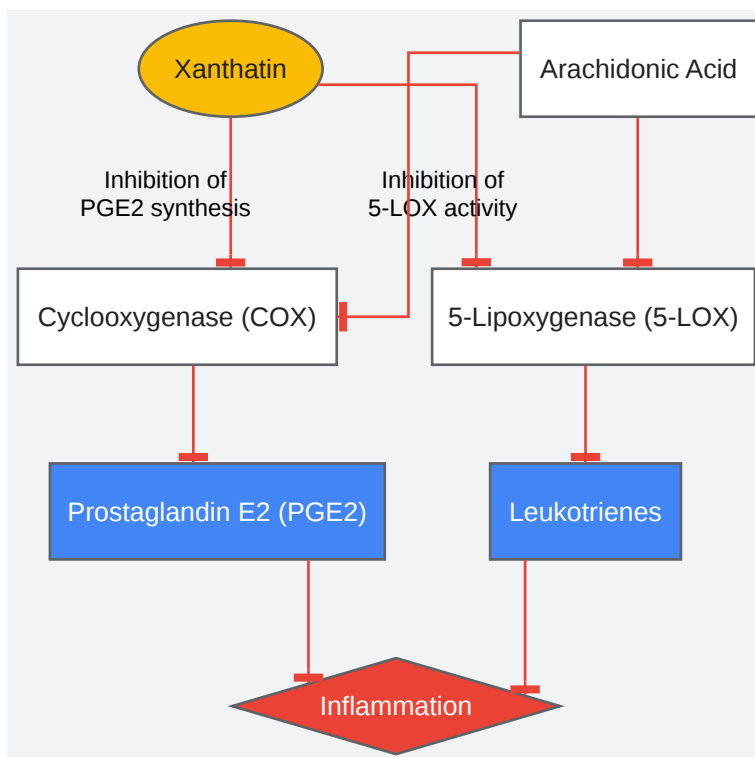 Xanthatin
Arachidonic Acid
Inhibition of
PGE2 synthesis
Inhibition of
5-LOX activity
Cyclooxygenase (COX)
5-Lipoxygenase (5-LOX)
Prostaglandin E2 (PGE2)
Leukotrienes
Inflammation